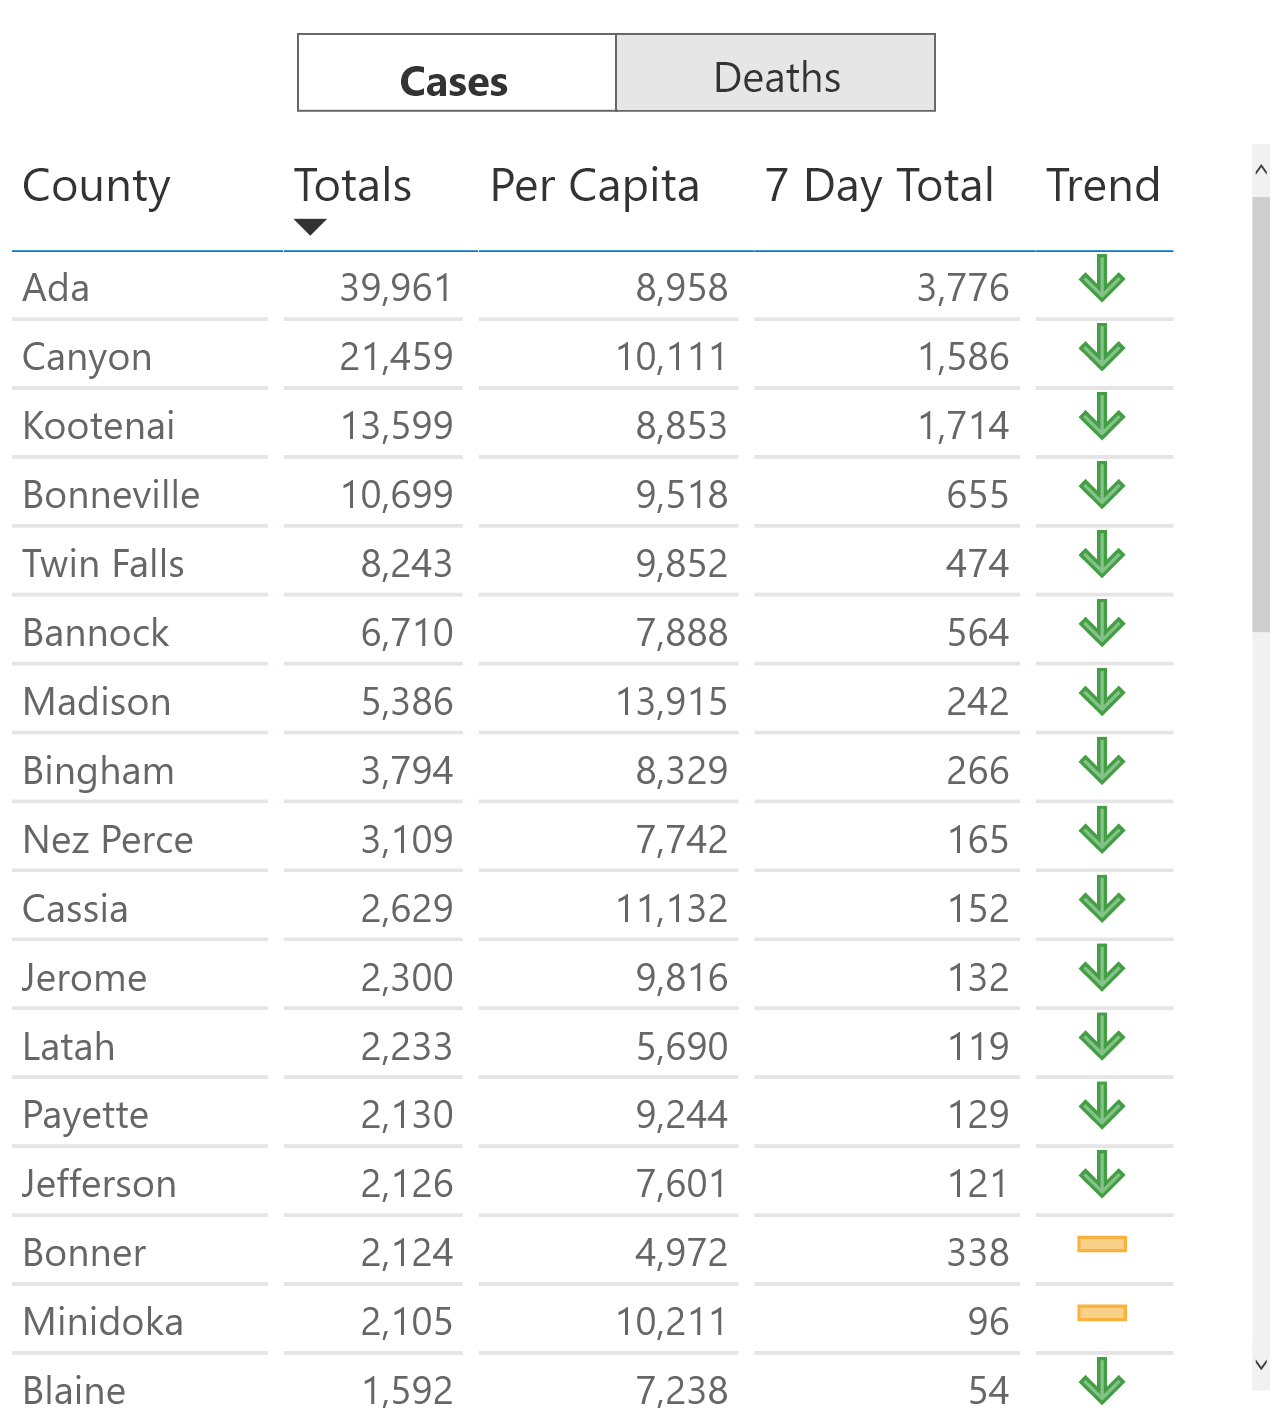 Cases Deaths
County Totals Per Capita 7 Day Total Trend
Ada 39,961 8,958 3,776
Canyon 21,459 10,111 1,586
Kootenai 13,599 8,853 1,714
Bonneville 10,699 9,518 655
Twin Falls 8,243 9,852 474
Bannock 6,710 7,888 564
Madison 5,386 13,915 242
Bingham 3,794 8,329 266
Nez Perce 3,109 7,742 165
Cassia 2,629 11,132 152
Jerome 2,300 9,816 132
Latah 2,233 5,690 119
Payette 2,130 9,244 129
Jefferson 2,126 7,601 121
Bonner 2,124 4,972 338
Minidoka 2,105 10,211 96
Blaine 1,592 7,238 54